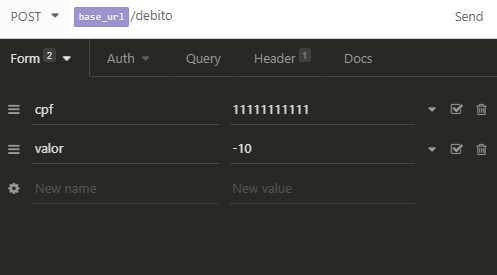 POST base_url/debito Send
Form 2 Auth Query Header 1 Docs
cpf 11111111111
valor -10
New name New value